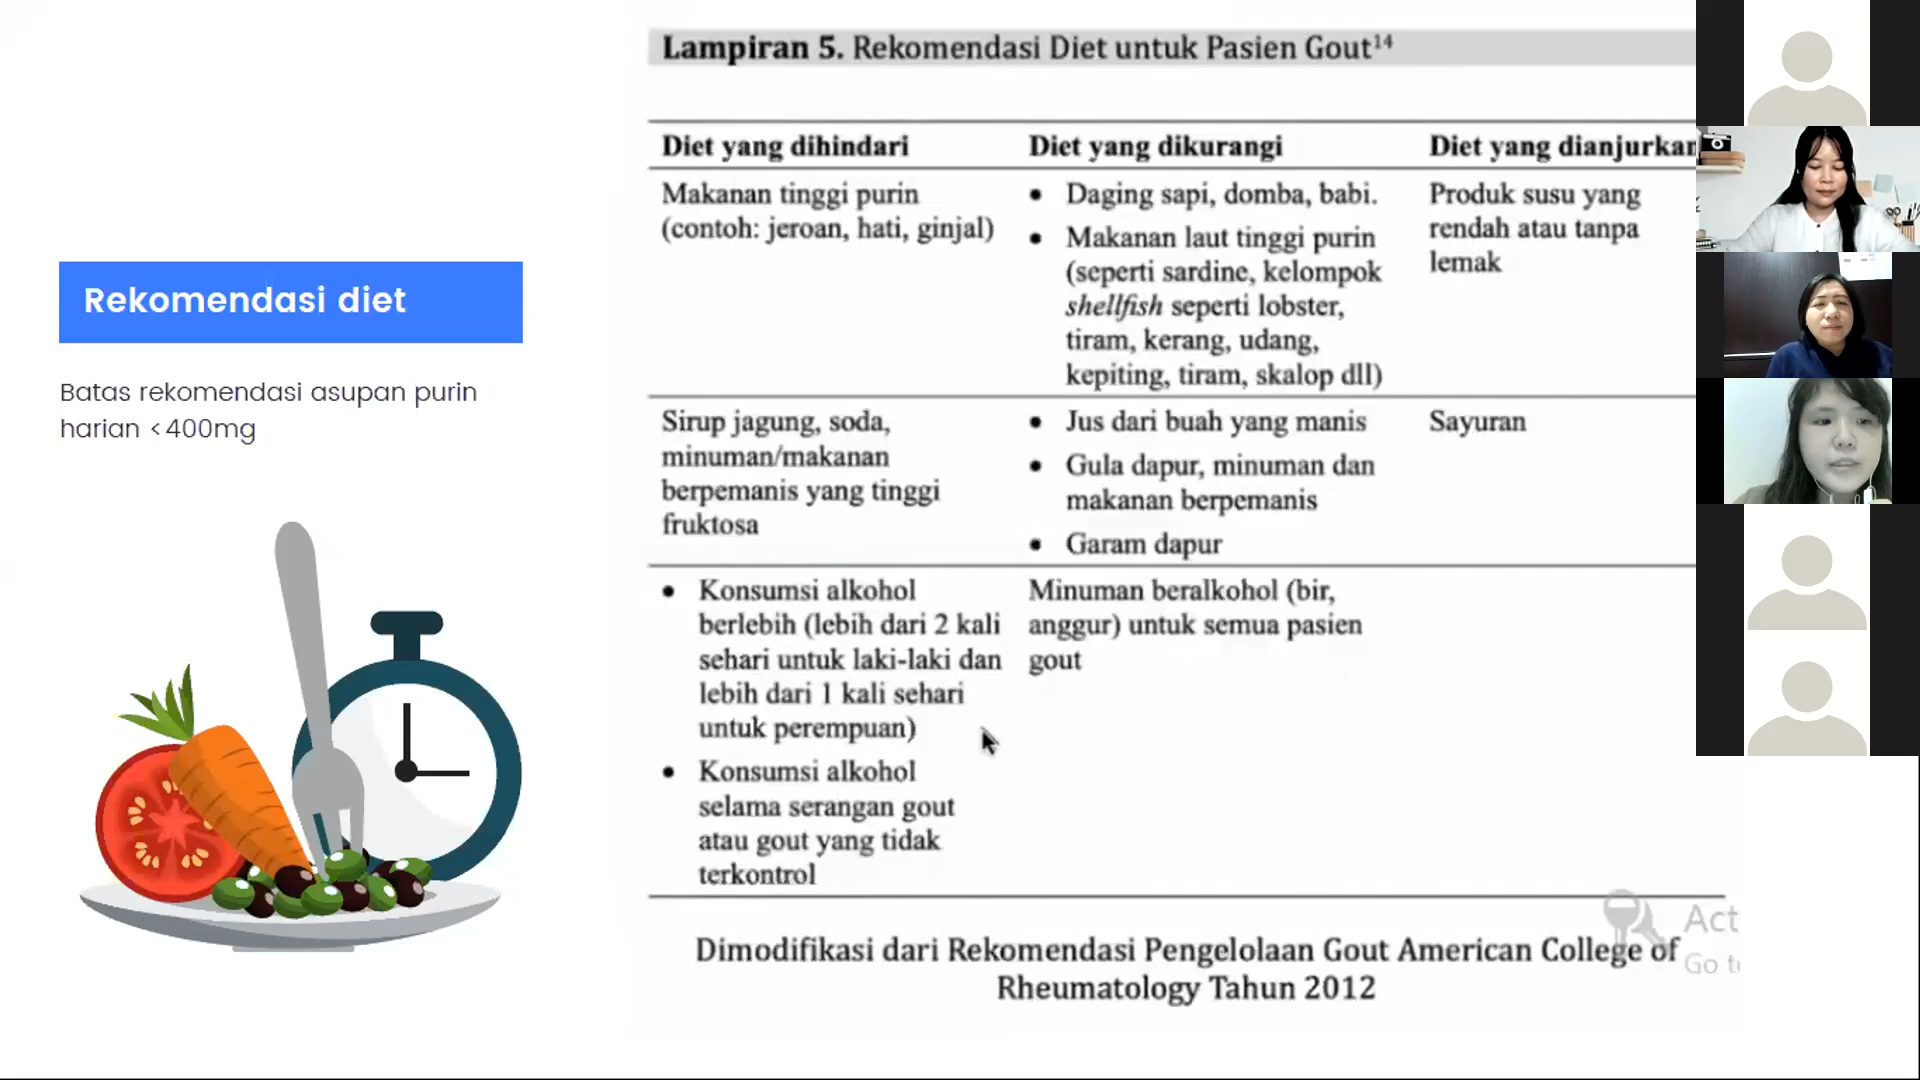 Rekomendasi diet
Batas rekomendasi asupan purin
harian <400mg
Lampiran 5. Rekomendasi Diet untuk Pasien Gout¹⁴
Diet yang dihindari
Diet yang dikurangi
Diet yang dianjurkan
Makanan tinggi purin
(contoh: jeroan, hati, ginjal)
• Daging sapi, domba, babi.
• Makanan laut tinggi purin
(seperti sardine, kelompok
shellfish seperti lobster,
tiram, kerang, udang,
kepiting, tiram, skalop dll)
Produk susu yang
rendah atau tanpa
lemak
Sirup jagung, soda,
minuman/makanan
berpemanis yang tinggi
fruktosa
• Jus dari buah yang manis
• Gula dapur, minuman dan
makanan berpemanis
• Garam dapur
Sayuran
• Konsumsi alkohol
berlebih (lebih dari 2 kali
sehari untuk laki-laki dan
lebih dari 1 kali sehari
untuk perempuan)
• Konsumsi alkohol
selama serangan gout
atau gout yang tidak
terkontrol
Minuman beralkohol (bir,
anggur) untuk semua pasien
gout
Dimodifikasi dari Rekomendasi Pengelolaan Gout American College of
Rheumatology Tahun 2012
Act
Go t